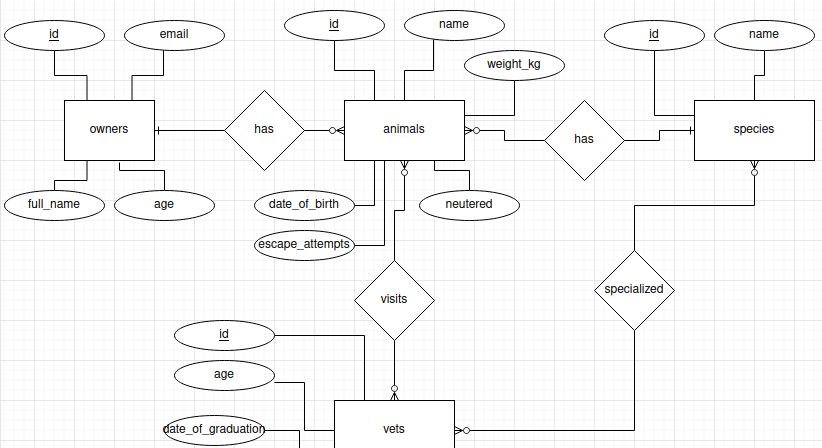 id
email
id
name
id
name
weight_kg
owners
has
animals
has
species
full_name
age
date_of_birth
neutered
escape_attempts
visits
specialized
id
age
date_of_graduation
vets